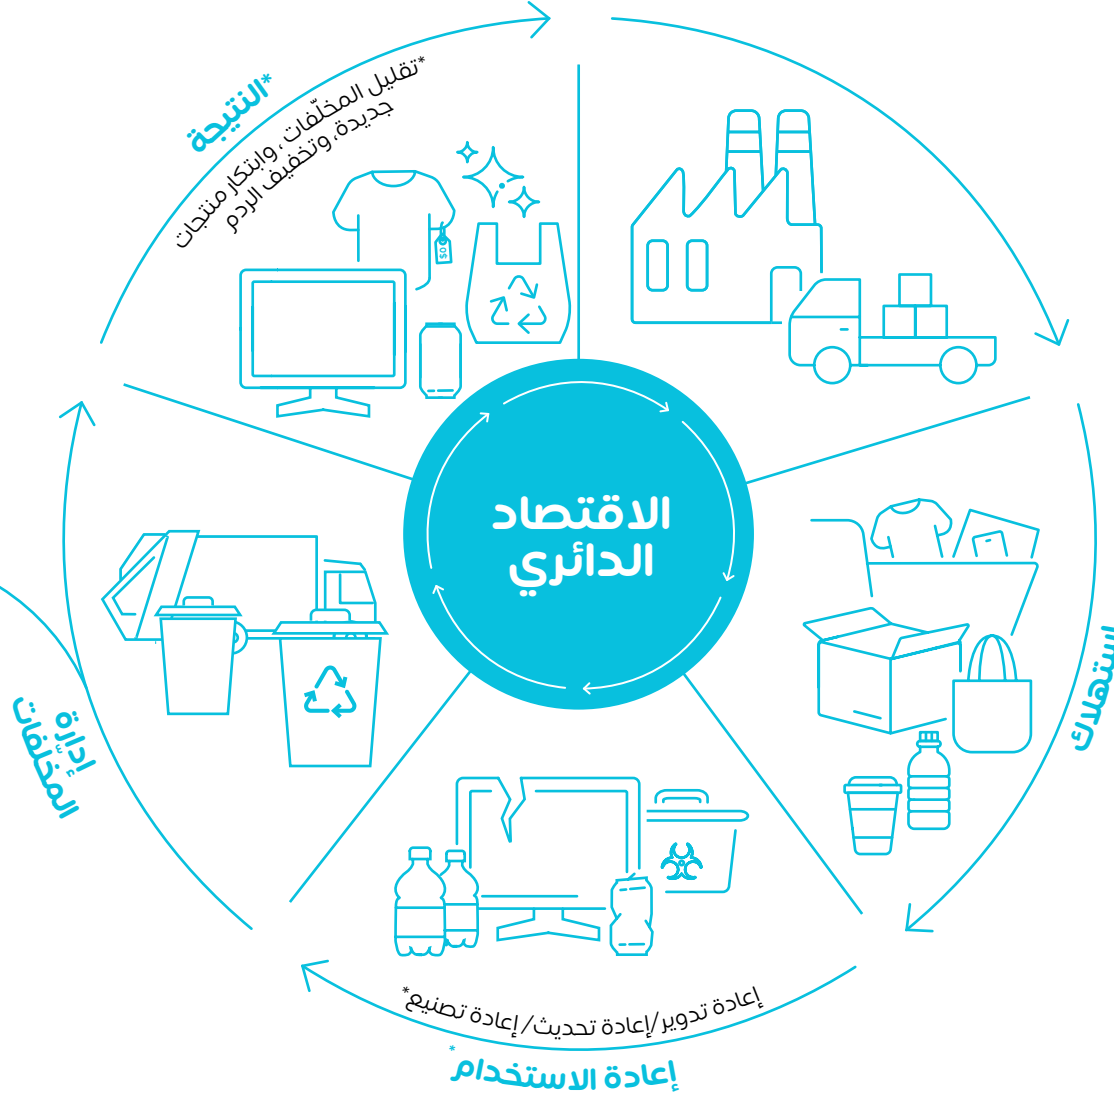 *النتيجة
*تقليل المخلّفات، وابتكار منتجات
جديدة، وتخفيف الردم
$0
الاقتصاد
الدائري
استهلاك
إدارة
المخلّفات
إعادة تدوير/إعادة تحديث/ إعادة تصنيع*
إعادة الاستخدام*